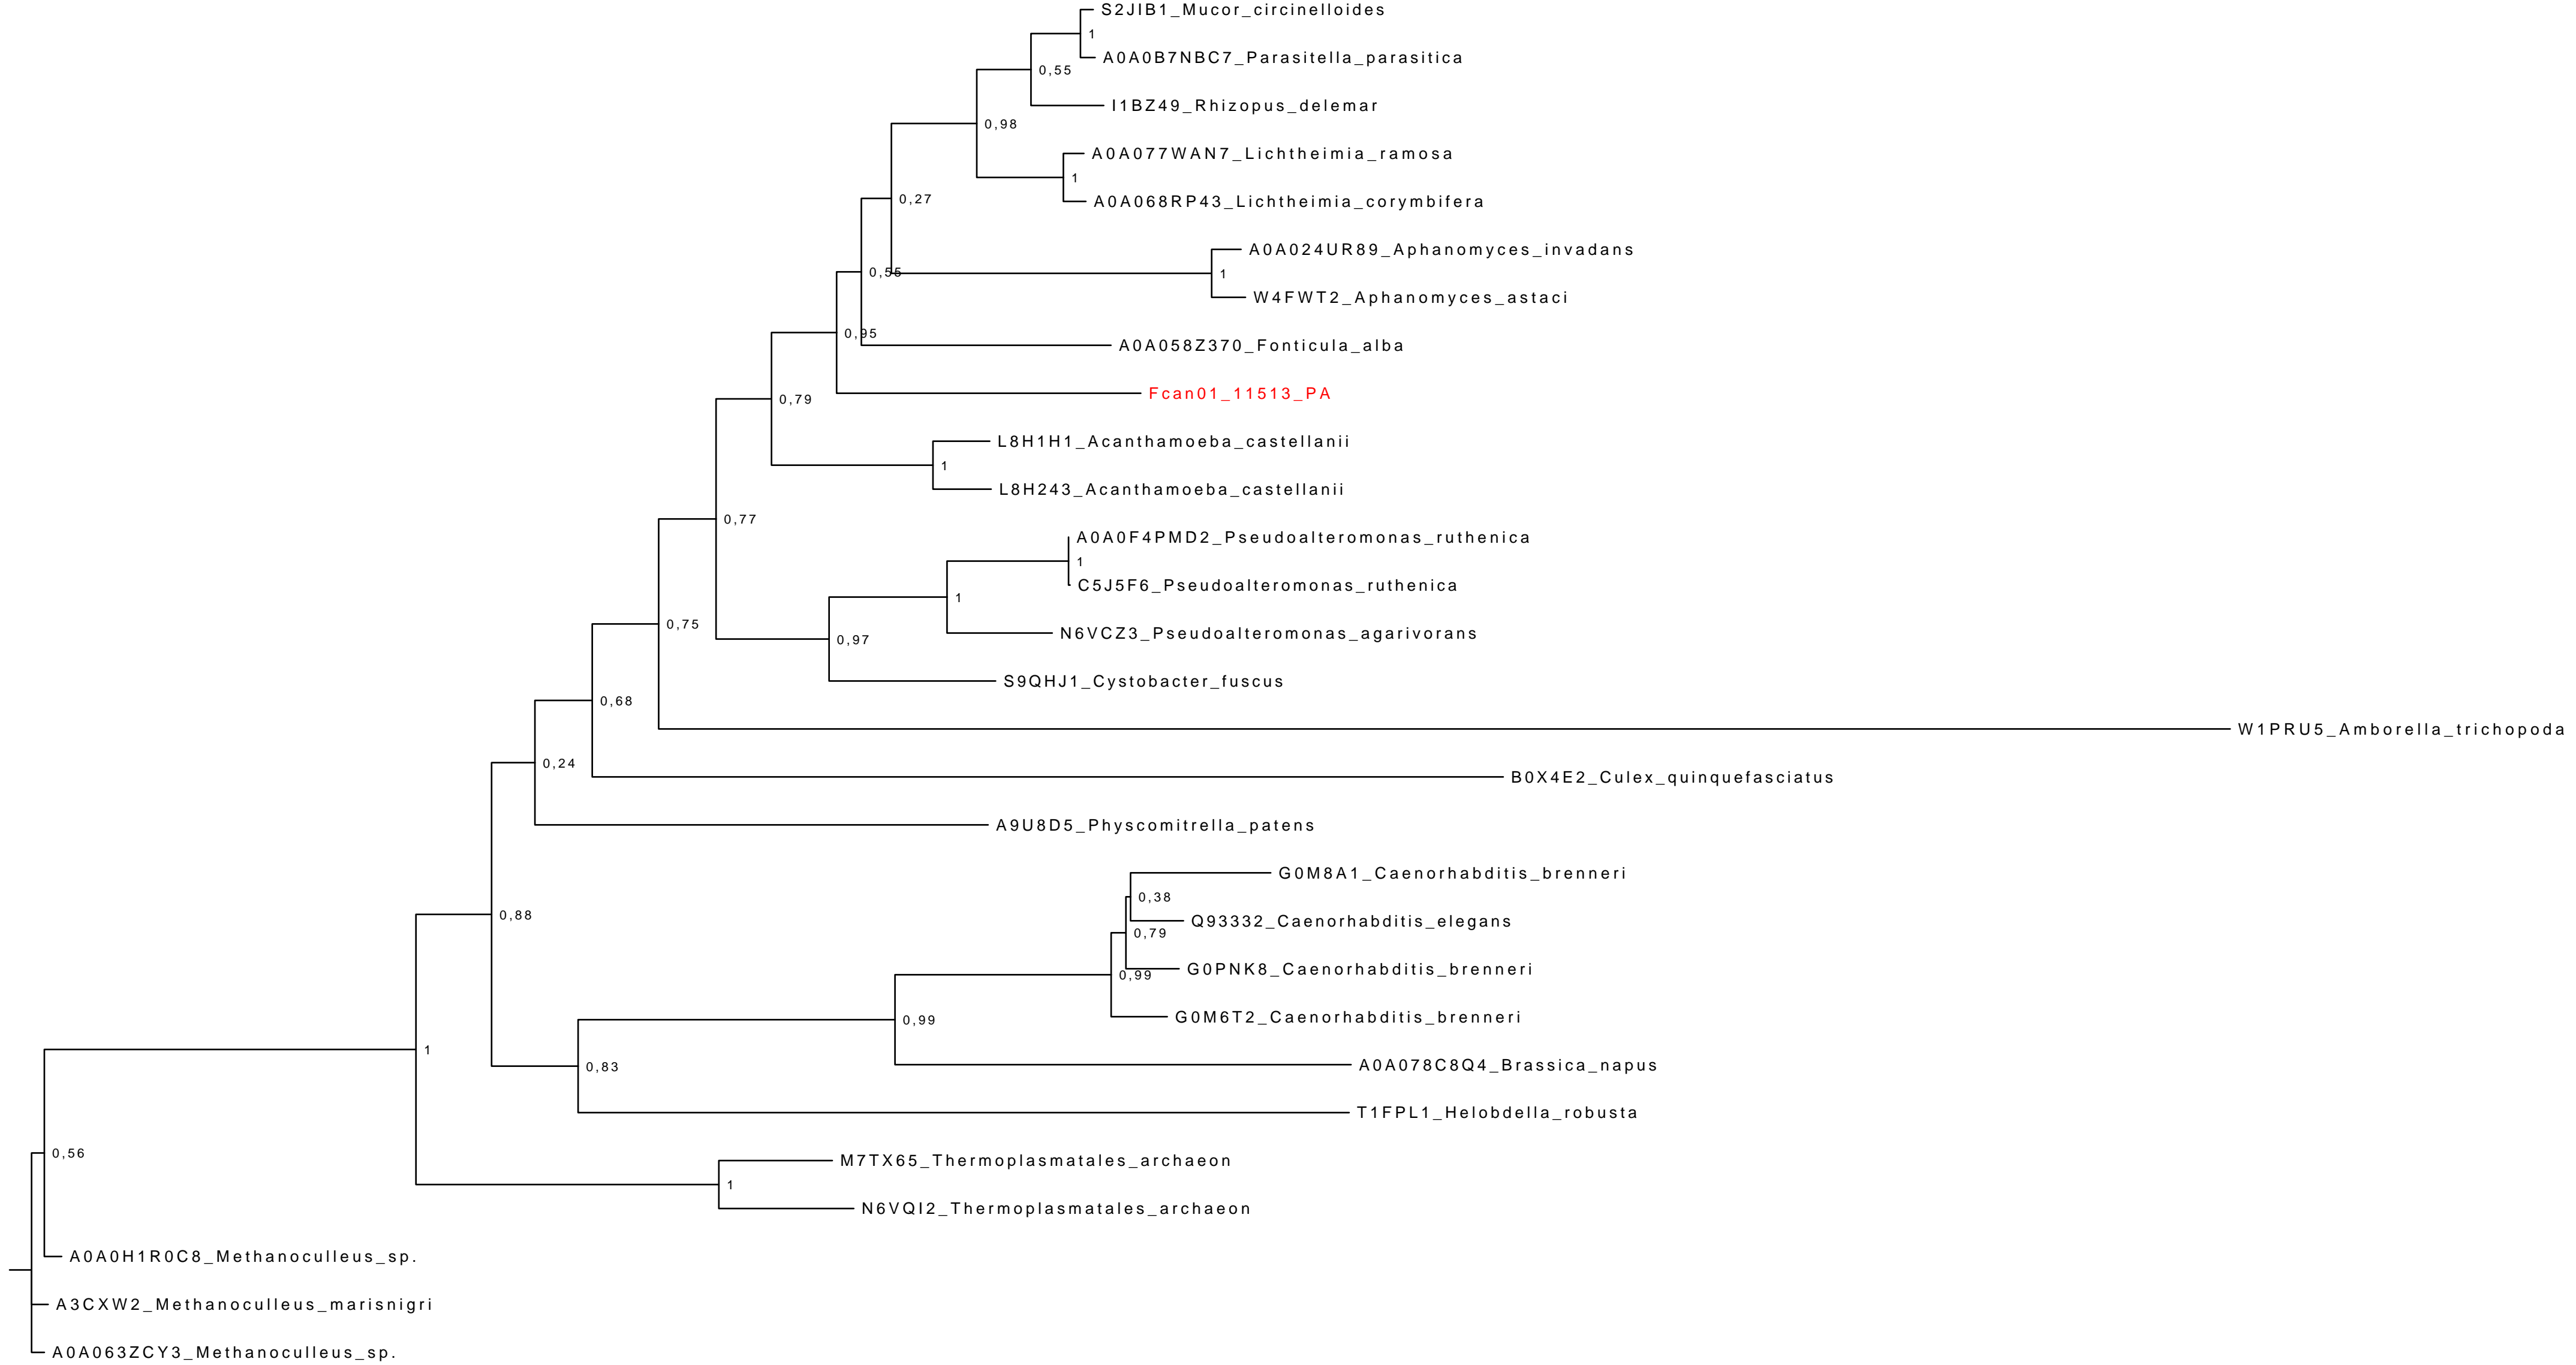 S2JIB1_Mucor_circinelloides
1
A0A0B7NBC7_Parasitella_parasitica
0,55
I1BZ49_Rhizopus_delemar
0,98
A0A077WAN7_Lichtheimia_ramosa
1
A0A068RP43_Lichtheimia_corymbifera
0,27
A0A024UR89_Aphanomyces_invadans
0,55
1
W4FWT2_Aphanomyces_astaci
0,95
A0A058Z370_Fonticula_alba
Fcan01_11513_PA
0,79
L8H1H1_Acanthamoeba_castellanii
1
L8H243_Acanthamoeba_castellanii
0,77
A0A0F4PMD2_Pseudoalteromonas_ruthenica
1
C5J5F6_Pseudoalteromonas_ruthenica
1
0,75
N6VCZ3_Pseudoalteromonas_agarivorans
0,97
S9QHJ1_Cystobacter_fuscus
0,68
W1PRU5_Amborella_trichopoda
0,24
B0X4E2_Culex_quinquefasciatus
A9U8D5_Physcomitrella_patens
G0M8A1_Caenorhabditis_brenneri
0,38
0,88
Q93332_Caenorhabditis_elegans
0,79
G0PNK8_Caenorhabditis_brenneri
0,99
G0M6T2_Caenorhabditis_brenneri
0,99
1
A0A078C8Q4_Brassica_napus
0,83
T1FPL1_Helobdella_robusta
0,56
M7TX65_Thermoplasmatales_archaeon
1
N6VQI2_Thermoplasmatales_archaeon
A0A0H1R0C8_Methanoculleus_sp.
A3CXW2_Methanoculleus_marisnigri
A0A063ZCY3_Methanoculleus_sp.